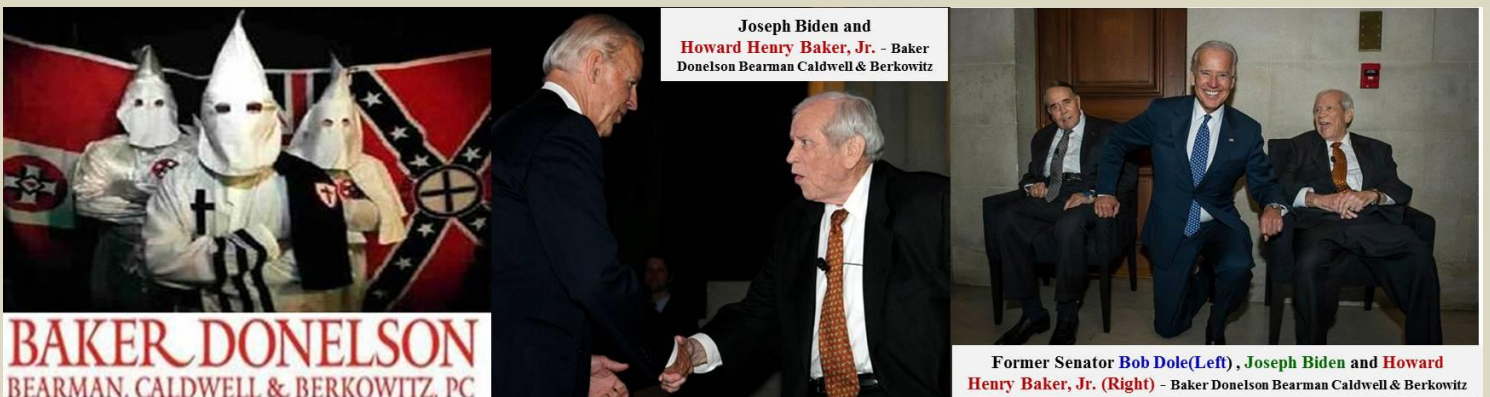 BAKER DONELSON
BEARMAN, CALDWELL & BERKOWITZ, PC
Joseph Biden and
Howard Henry Baker, Jr. - Baker
Donelson Bearman Caldwell & Berkowitz
Former Senator Bob Dole(Left) , Joseph Biden and Howard
Henry Baker, Jr. (Right) - Baker Donelson Bearman Caldwell & Berkowitz